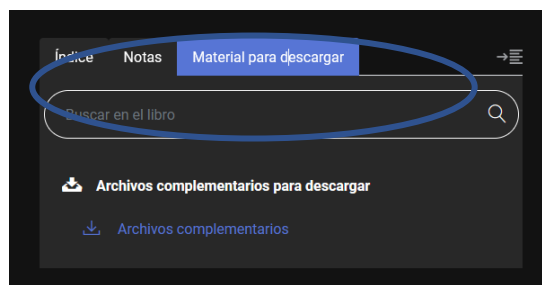 Índice Notas Material para descargar
Buscar en el libro
Archivos complementarios para descargar
Archivos complementarios